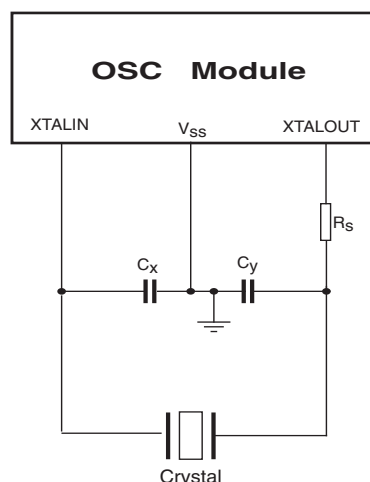 OSC Module
XTALIN
Vss
XTALOUT
Rs
Cx
Cy
Crystal